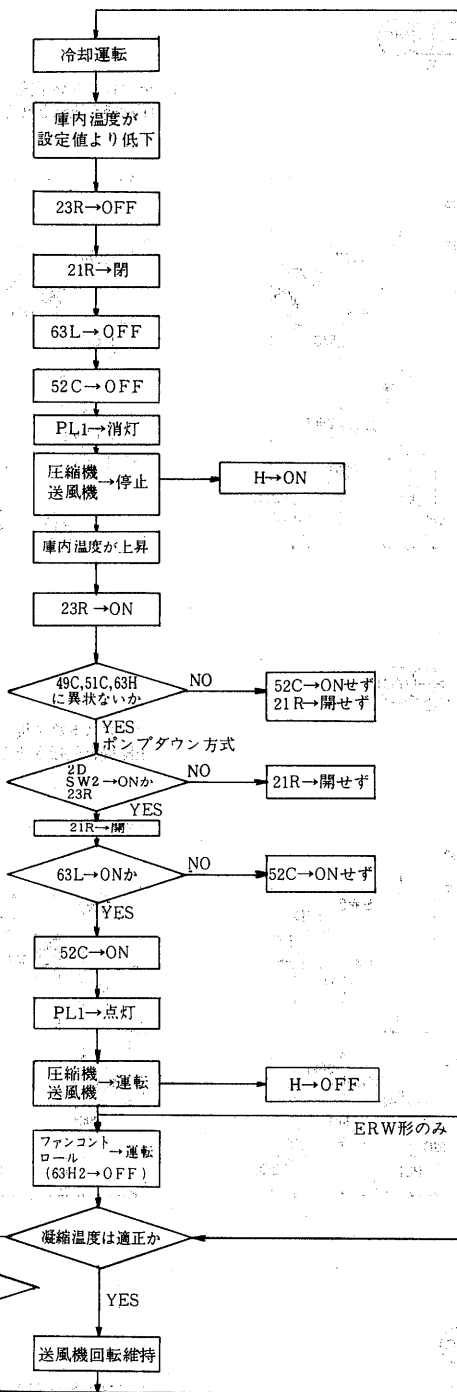 冷却運転
庫内温度が
設定値より低下
23R→OFF
21R→閉
63L→OFF
52C→OFF
PL1→消灯
圧縮機
送風機→停止
H→ON
庫内温度が上昇
23R→ON
49C,51C,63H
に異状ないか
NO
52C→ONせず
21R→開せず
YES
ポンプダウン方式
2D
SW2→ONか
23R
NO
21R→開せず
YES
21R→開
63L→ONか
NO
52C→ONせず
YES
52C→ON
PL1→点灯
圧縮機
送風機→運転
H→OFF
ERW形のみ
ファンコント
ロール→運転
(63H2→OFF)
凝縮温度は適正か
YES
送風機回転維持